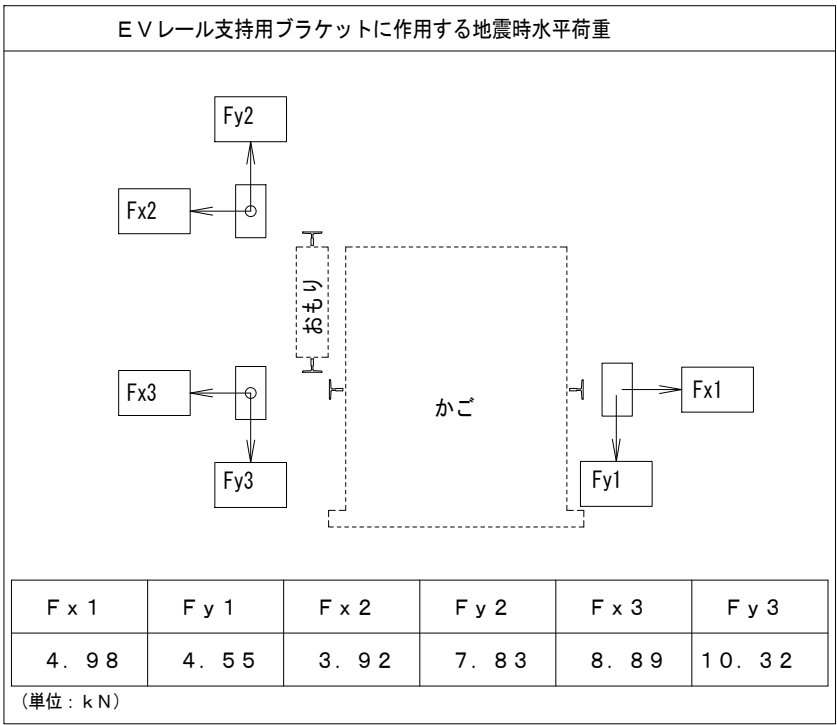 ＥＶレール支持用ブラケットに作用する地震時水平荷重
Fy2
Fx2
おもり
Fx3
かご
Fx1
Fy3
Fy1
Ｆｘ１ Ｆｙ１ Ｆｘ２ Ｆｙ２ Ｆｘ３ Ｆｙ３
４．９８ ４．５５ ３．９２ ７．８３ ８．８９ １０．３２
（単位：ｋＮ）